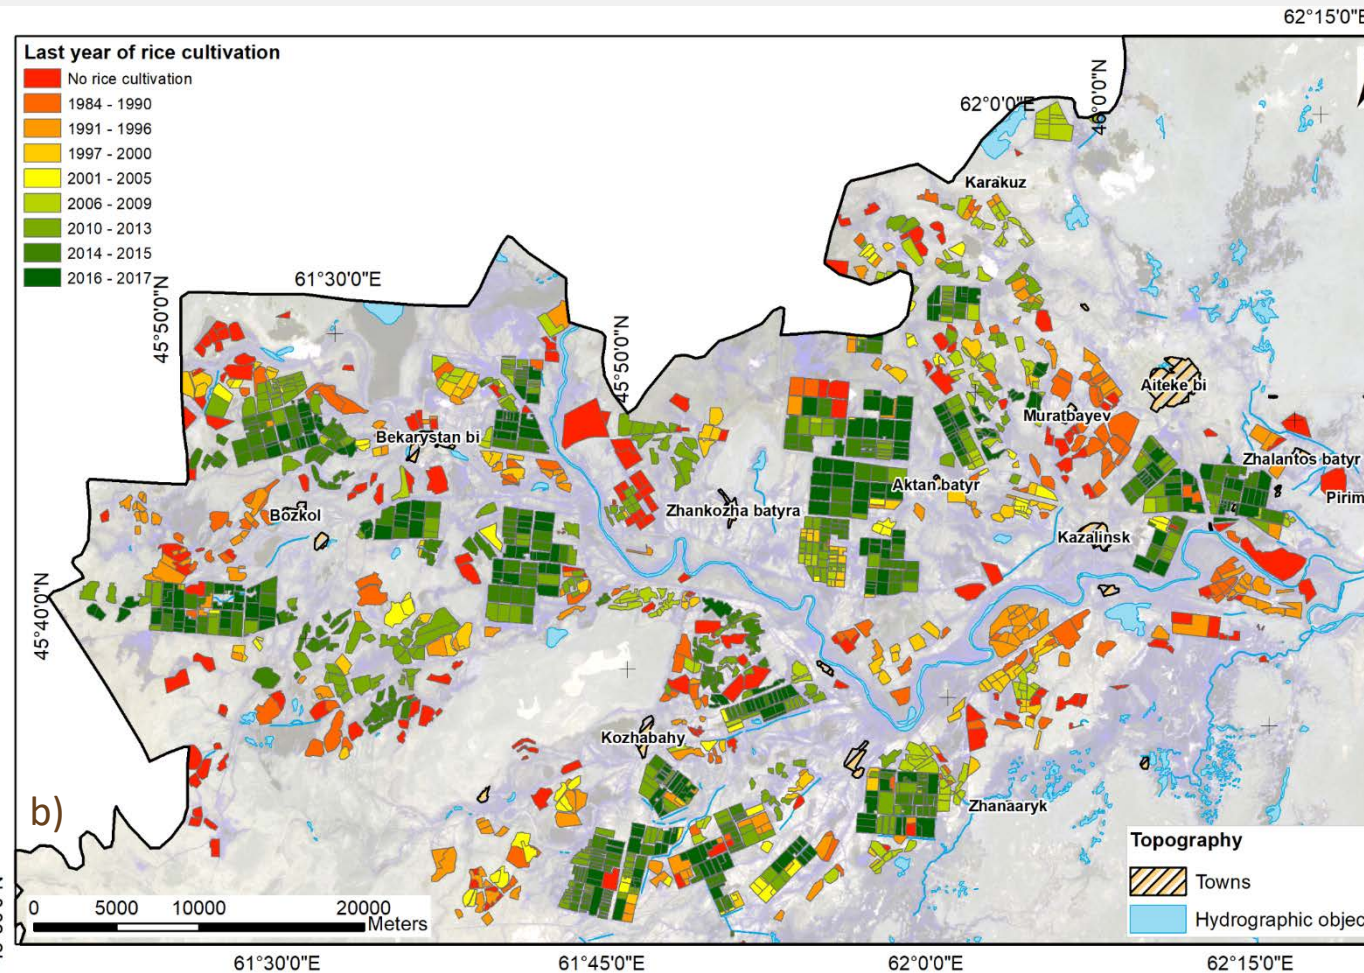 62°15'0"E
Last year of rice cultivation
No rice cultivation
1984 - 1990
1991 - 1996
1997 - 2000
2001 - 2005
2006 - 2009
2010 - 2013
2014 - 2015
2016 - 2017
62°0'0"E
Karakuz
61°30'0"E
45°50'0"N
45°50'0"N
Aiteke bi
Muratbayev
Bekarystan bi
Zhalantos batyr
Aktan batyr
Pirim
Zhankozha batyra
Bozkol
Kazalinsk
45°40'0"N
Kozhabahy
Zhanaaryk
b)
Topography
Towns
Hydrographic objec
0 5000 10000 20000
Meters
61°30'0"E 61°45'0"E 62°0'0"E 62°15'0"E